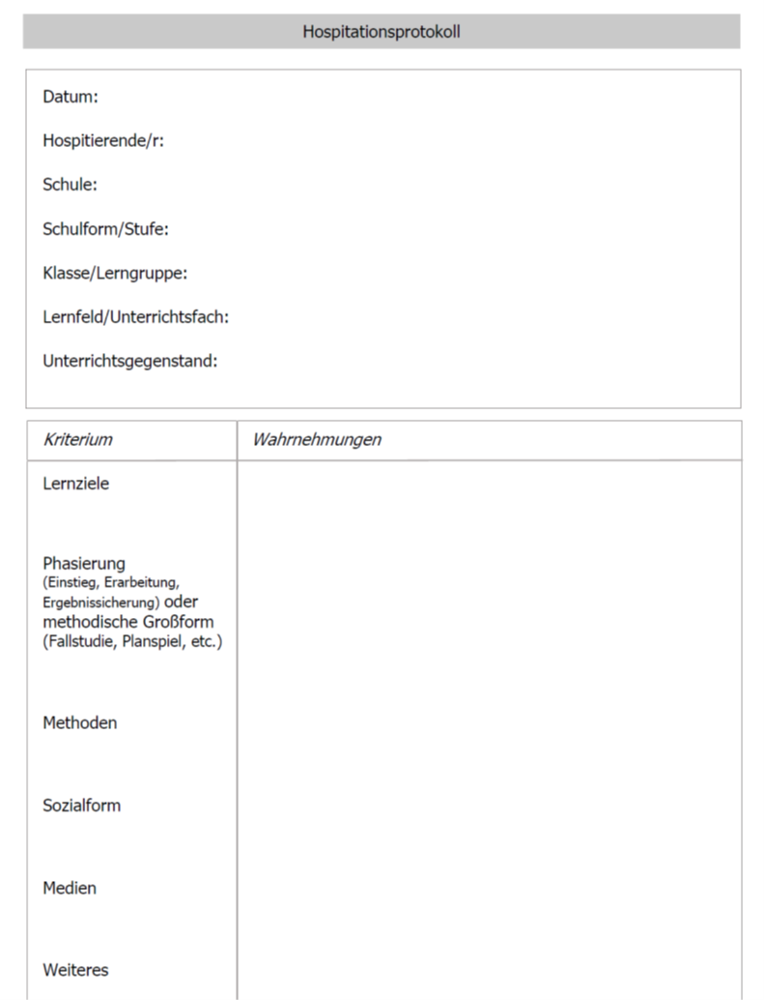 Hospitationsprotokoll
Datum:
Hospitierende/r:
Schule:
Schulform/Stufe:
Klasse/Lerngruppe:
Lernfeld/Unterrichtsfach:
Unterrichtsgegenstand:
Kriterium
Wahrnehmungen
Lernziele
Phasierung
(Einstieg, Erarbeitung,
Ergebnissicherung) oder
methodische Großform
(Fallstudie, Planspiel, etc.)
Methoden
Sozialform
Medien
Weiteres